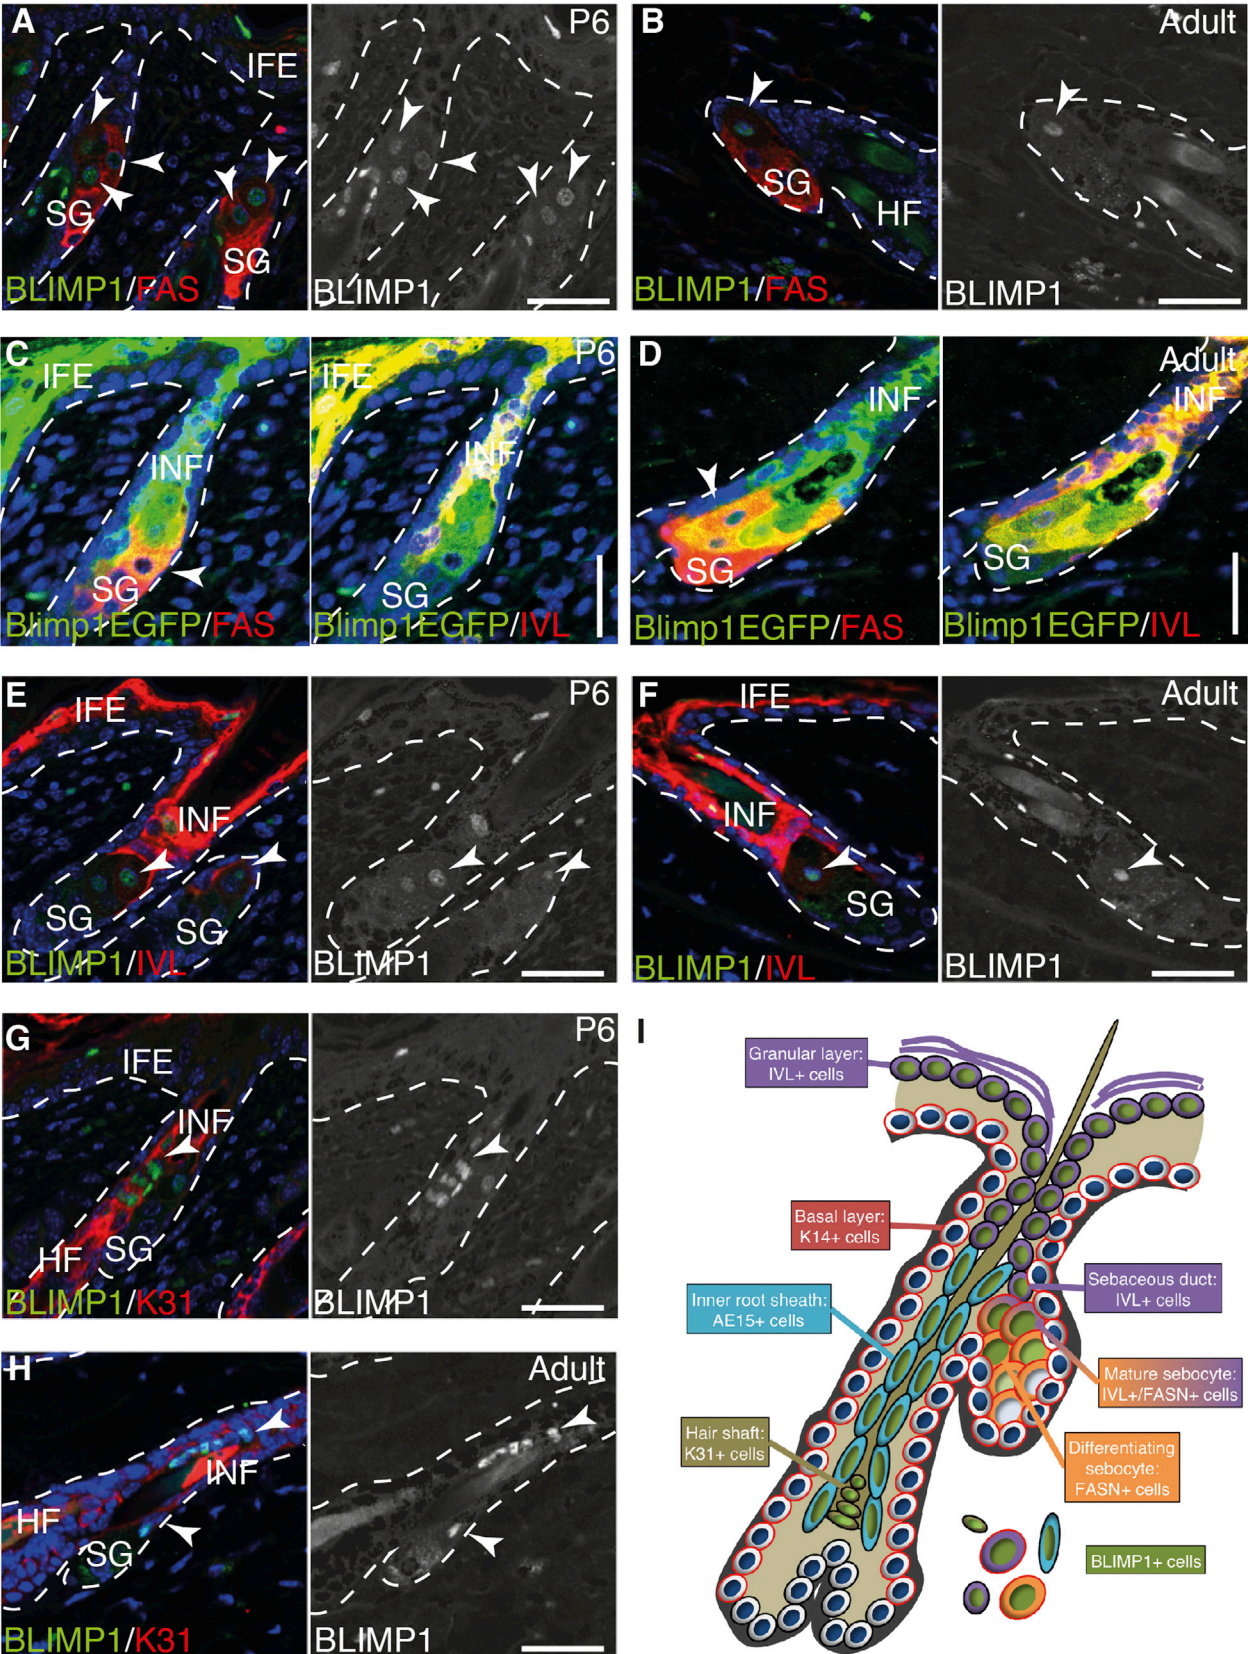 A
P6
IFE
SG
SG
BLIMP1/FAS
BLIMP1
B
Adult
SG
HF
BLIMP1/FAS
BLIMP1
C
P6
IFE
IFE
INF
INF
SG
SG
Blimp1EGFP/FAS
Blimp1EGFP/IVL
D
Adult
INF
INF
SG
SG
Blimp1EGFP/FAS
Blimp1EGFP/IVL
E
P6
IFE
INF
SG
SG
BLIMP1/IVL
BLIMP1
F
IFE
Adult
INF
SG
BLIMP1/IVL
BLIMP1
G
P6
IFE
INF
HF
SG
BLIMP1/K31
BLIMP1
H
Adult
INF
HF
SG
BLIMP1/K31
BLIMP1
I
Granular layer:
IVL+ cells
Basal layer:
K14+ cells
Inner root sheath:
AE15+ cells
Hair shaft:
K31+ cells
Sebaceous duct:
IVL+ cells
Mature sebocyte:
IVL+/FASN+ cells
Differentiating
sebocyte:
FASN+ cells
BLIMP1+ cells